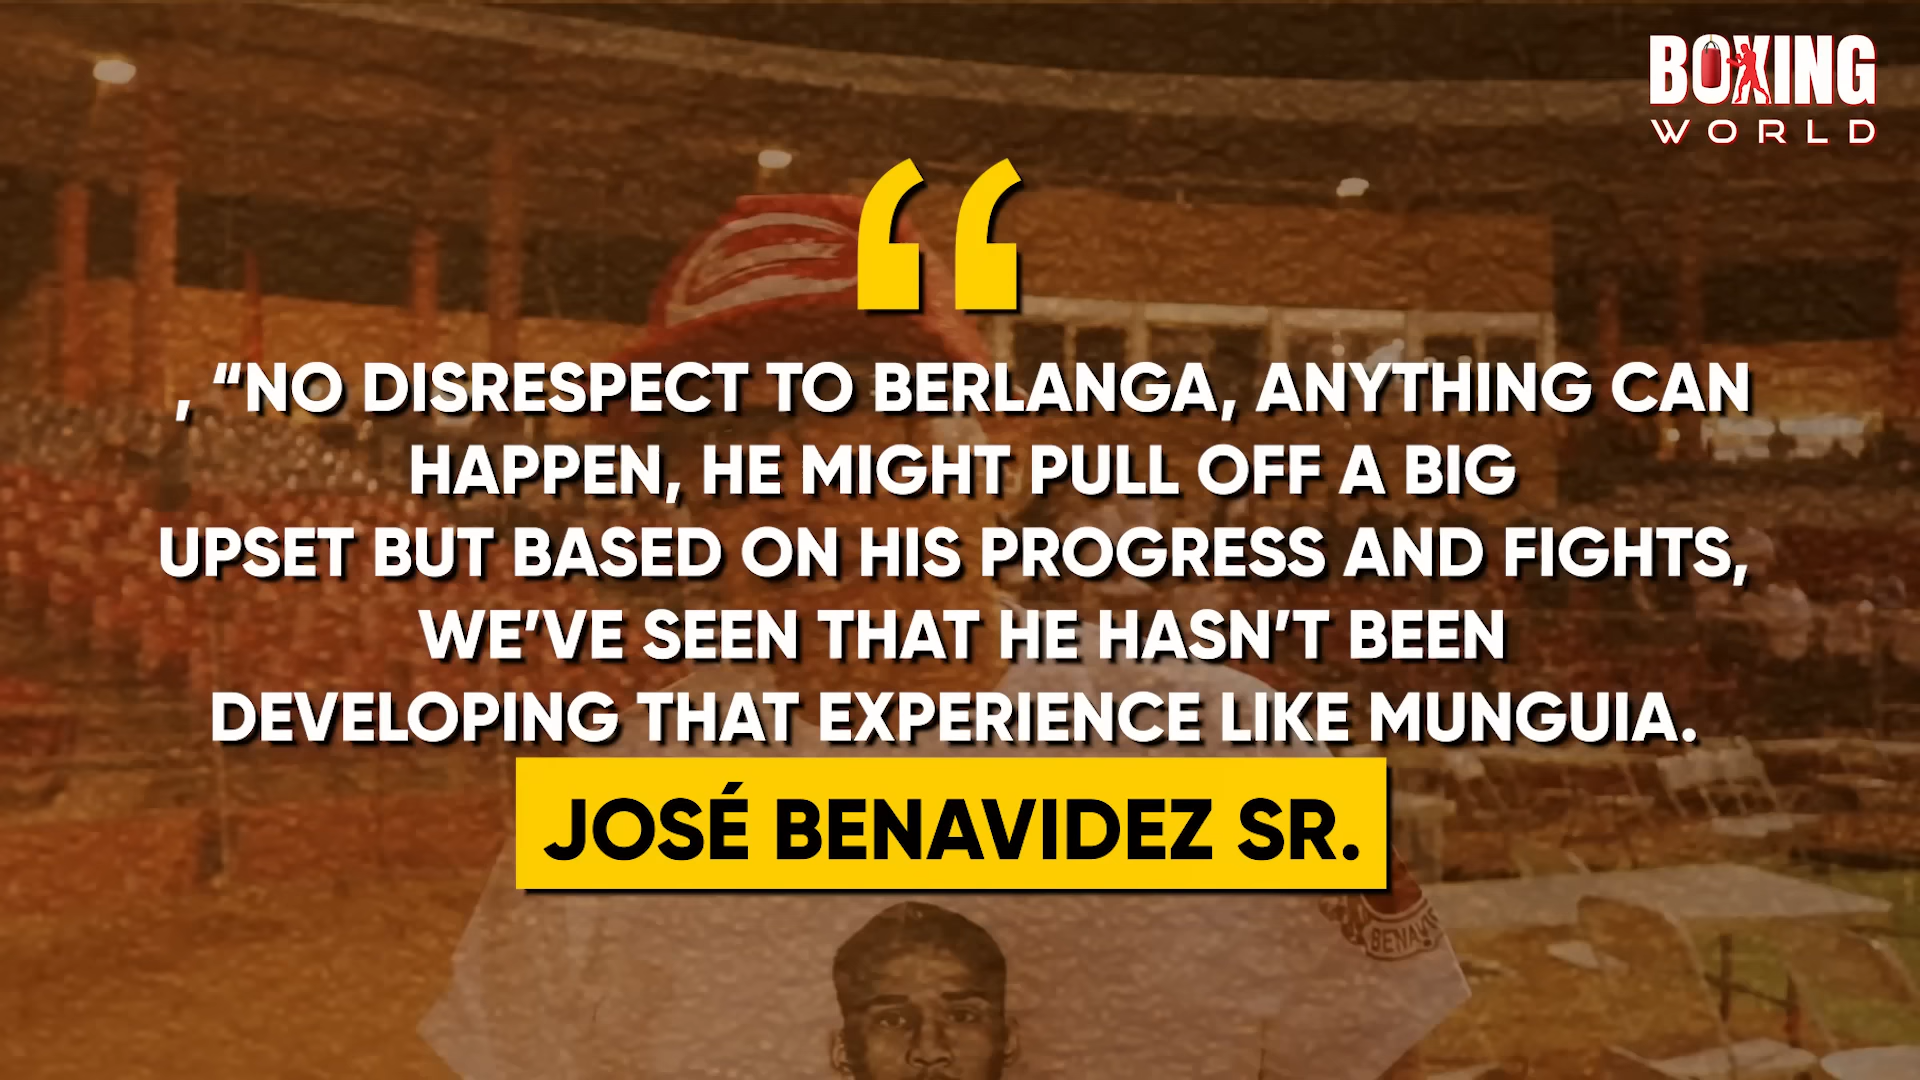 BOXING
WORLD
“
, “NO DISRESPECT TO BERLANGA, ANYTHING CAN
HAPPEN, HE MIGHT PULL OFF A BIG
UPSET BUT BASED ON HIS PROGRESS AND FIGHTS,
WE’VE SEEN THAT HE HASN’T BEEN
DEVELOPING THAT EXPERIENCE LIKE MUNGUIA.
JOSÉ BENAVIDEZ SR.